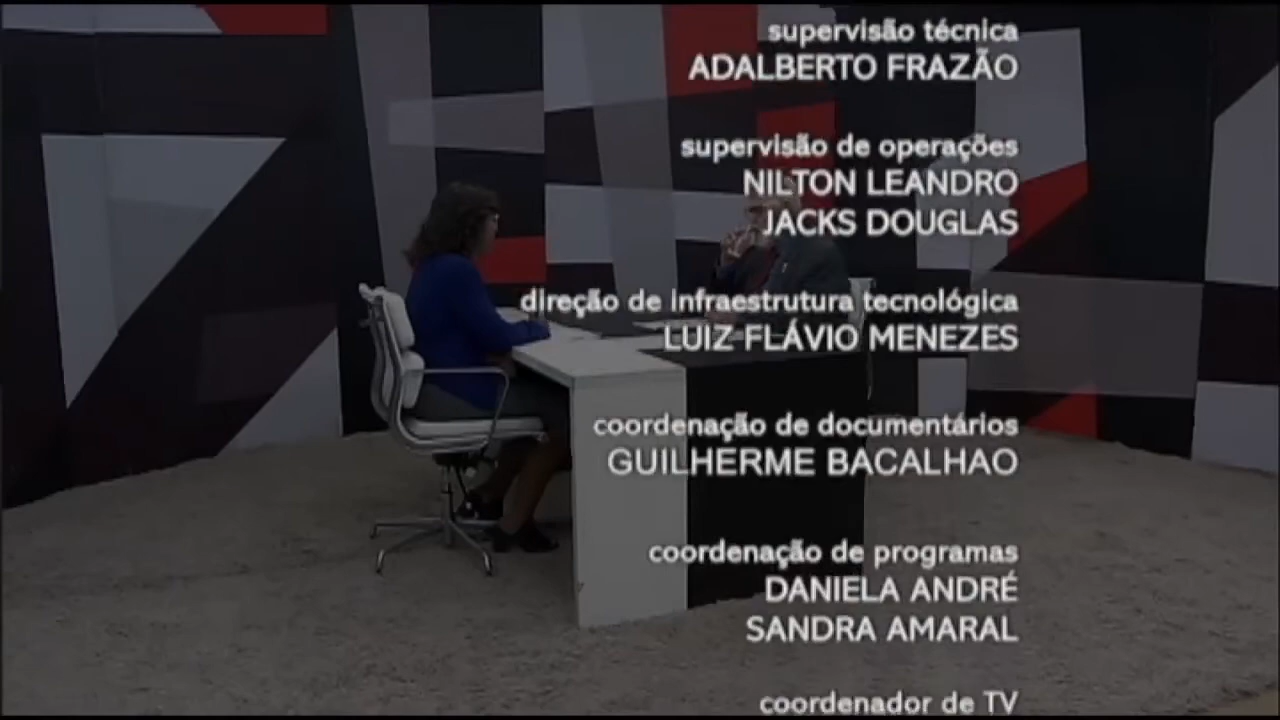 supervisão técnica
ADALBERTO FRAZÃO
supervisão de operações
NILTON LEANDRO
JACKS DOUGLAS
direção de infraestrutura tecnológica
LUIZ FLÁVIO MENEZES
coordenação de documentários
GUILHERME BACALHAO
coordenação de programas
DANIELA ANDRÉ
SANDRA AMARAL
coordenador de TV